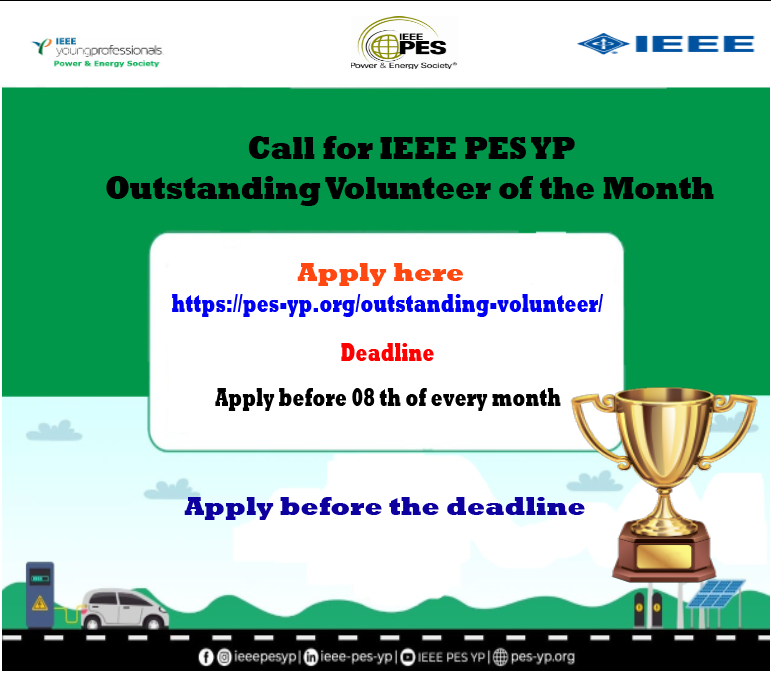 IEEE
youngprofessionals
Power & Energy Society
IEEE
PES
Power & Energy Society®
IEEE
Call for IEEE PES YP
Outstanding Volunteer of the Month
Apply here
https://pes-yp.org/outstanding-volunteer/
Deadline
Apply before 08 th of every month
Apply before the deadline
ieeepesyp | ieee-pes-yp | IEEE PES YP | pes-yp.org